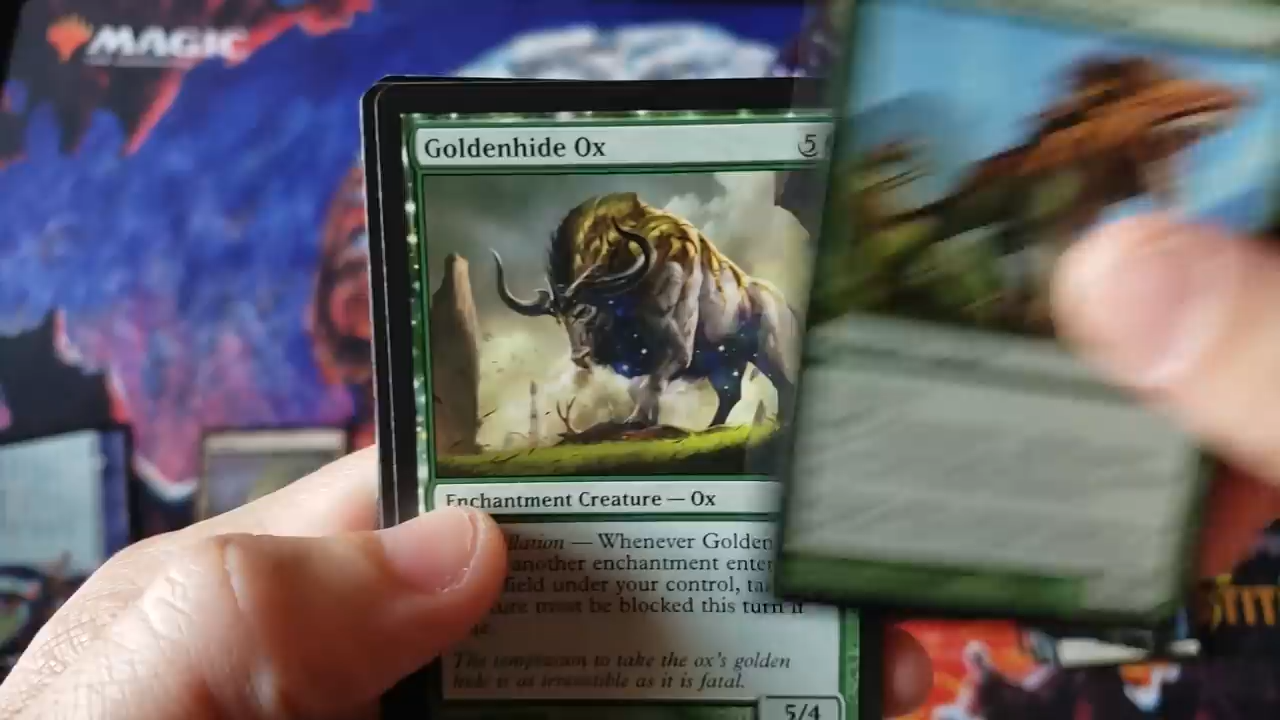 MAGIC
Goldenhide Ox
5
Enchantment Creature — Ox
llation — Whenever Golden
another enchantment enter
field under your control, ta
ure must be blocked this turn if
The temptation to take the ox's golden
hide is as irresistible as it is fatal.
5/4